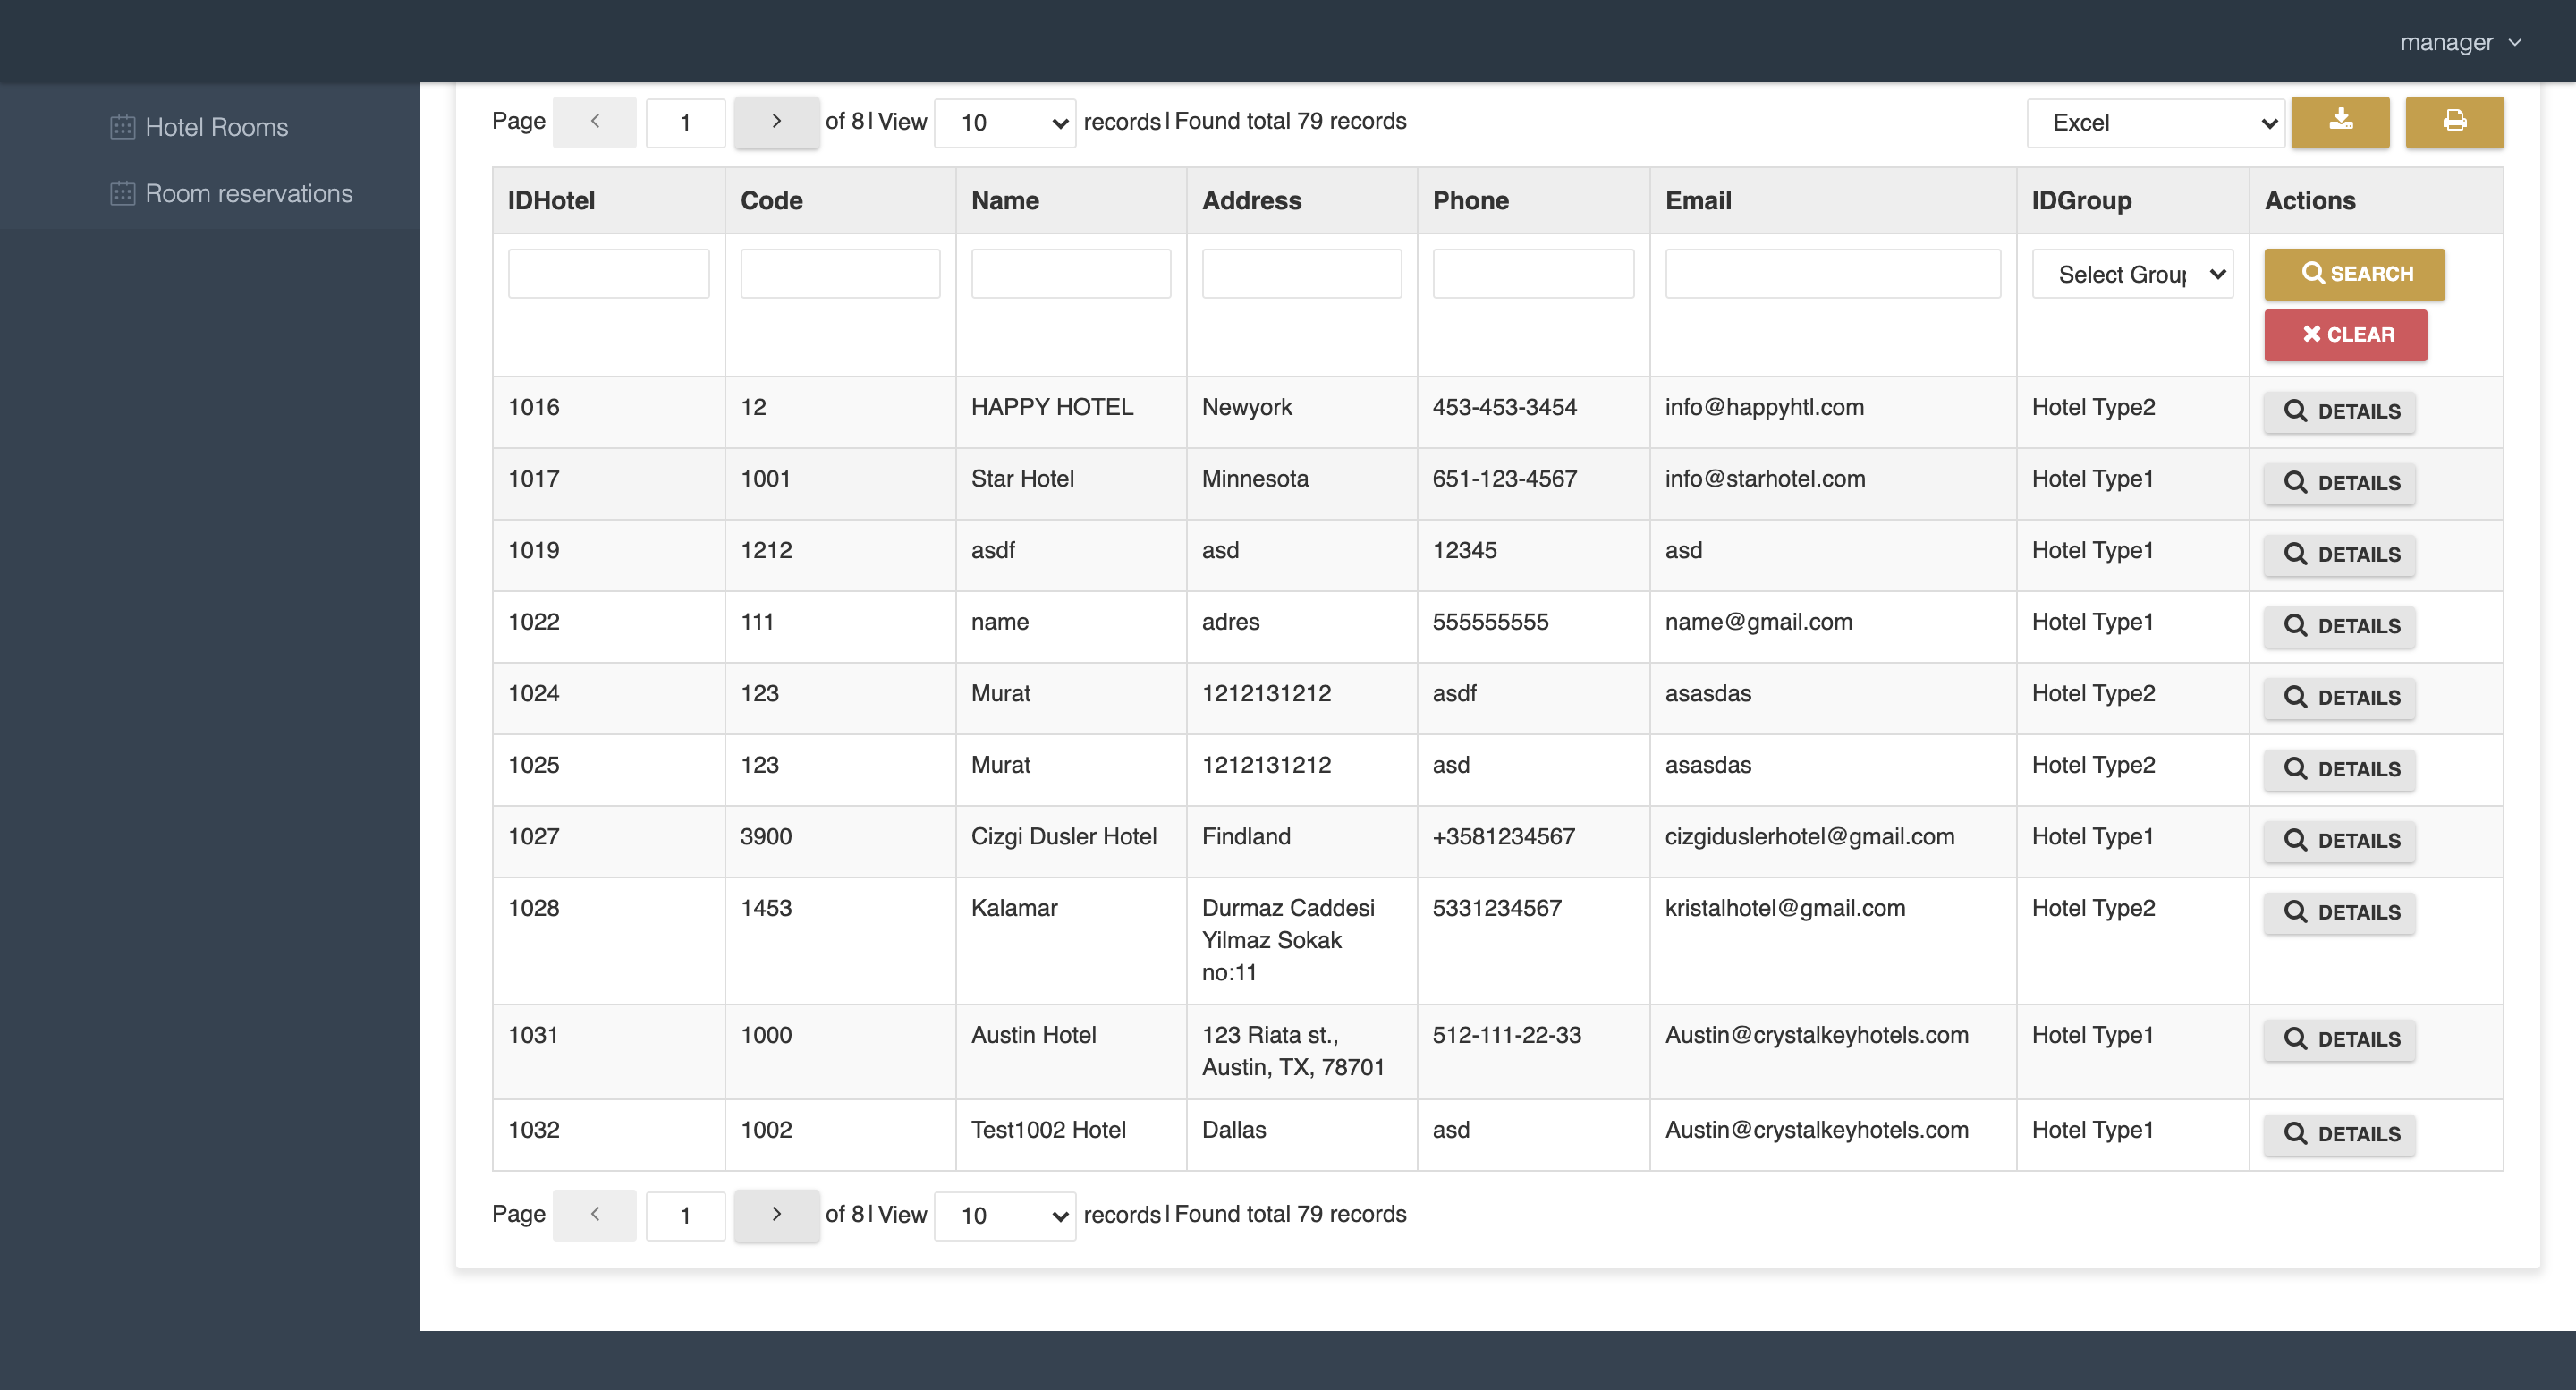 manager
Hotel Rooms
Room reservations
Page 1 of 8 | View 10 records | Found total 79 records Excel
IDHotel Code Name Address Phone Email IDGroup Actions
Select Group SEARCH
CLEAR
1016 12 HAPPY HOTEL Newyork 453-453-3454 info@happyhtl.com Hotel Type2 DETAILS
1017 1001 Star Hotel Minnesota 651-123-4567 info@starhotel.com Hotel Type1 DETAILS
1019 1212 asdf asd 12345 asd Hotel Type1 DETAILS
1022 111 name adres 555555555 name@gmail.com Hotel Type1 DETAILS
1024 123 Murat 1212131212 asdf asasdas Hotel Type2 DETAILS
1025 123 Murat 1212131212 asd asasdas Hotel Type2 DETAILS
1027 3900 Cizgi Dusler Hotel Findland +3581234567 cizgiduslerhotel@gmail.com Hotel Type1 DETAILS
1028 1453 Kalamar Durmaz Caddesi 5331234567 kristalhotel@gmail.com Hotel Type2 DETAILS
Yilmaz Sokak
no:11
1031 1000 Austin Hotel 123 Riata st., 512-111-22-33 Austin@crystalkeyhotels.com Hotel Type1 DETAILS
Austin, TX, 78701
1032 1002 Test1002 Hotel Dallas asd Austin@crystalkeyhotels.com Hotel Type1 DETAILS
Page 1 of 8 | View 10 records | Found total 79 records